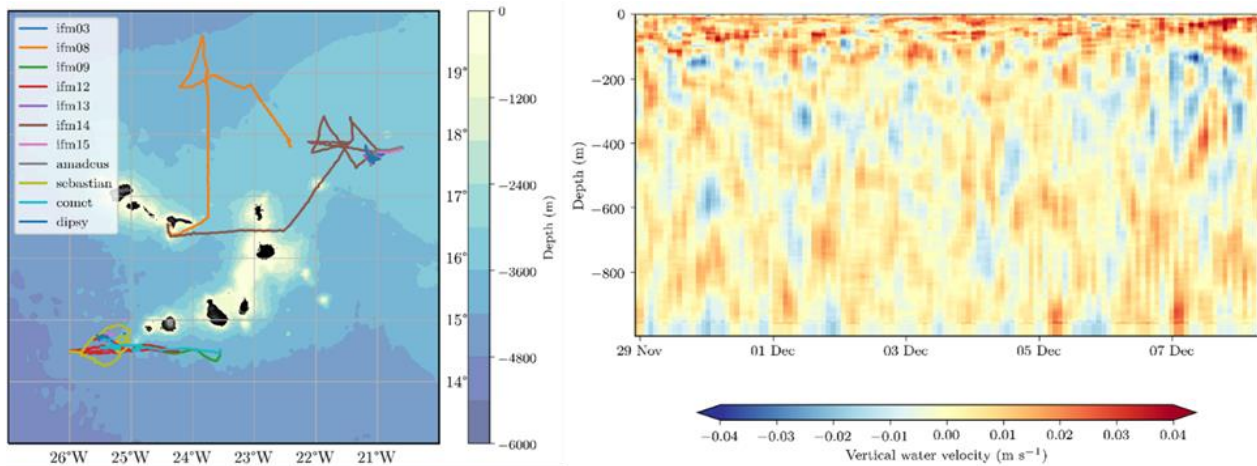 ifm03
ifm08
ifm09
ifm12
ifm13
ifm14
ifm15
amadeus
sebastian
comet
dipsy
19°
18°
17°
16°
15°
14°
26°W
25°W
24°W
23°W
22°W
21°W
−0
−1200
−2400
−3600
−4800
−6000
Depth (m)
0
−200
−400
−600
−800
Depth (m)
29 Nov
01 Dec
03 Dec
05 Dec
07 Dec
−0.04
−0.03
−0.02
−0.01
0.00
0.01
0.02
0.03
0.04
Vertical water velocity (m s⁻¹)